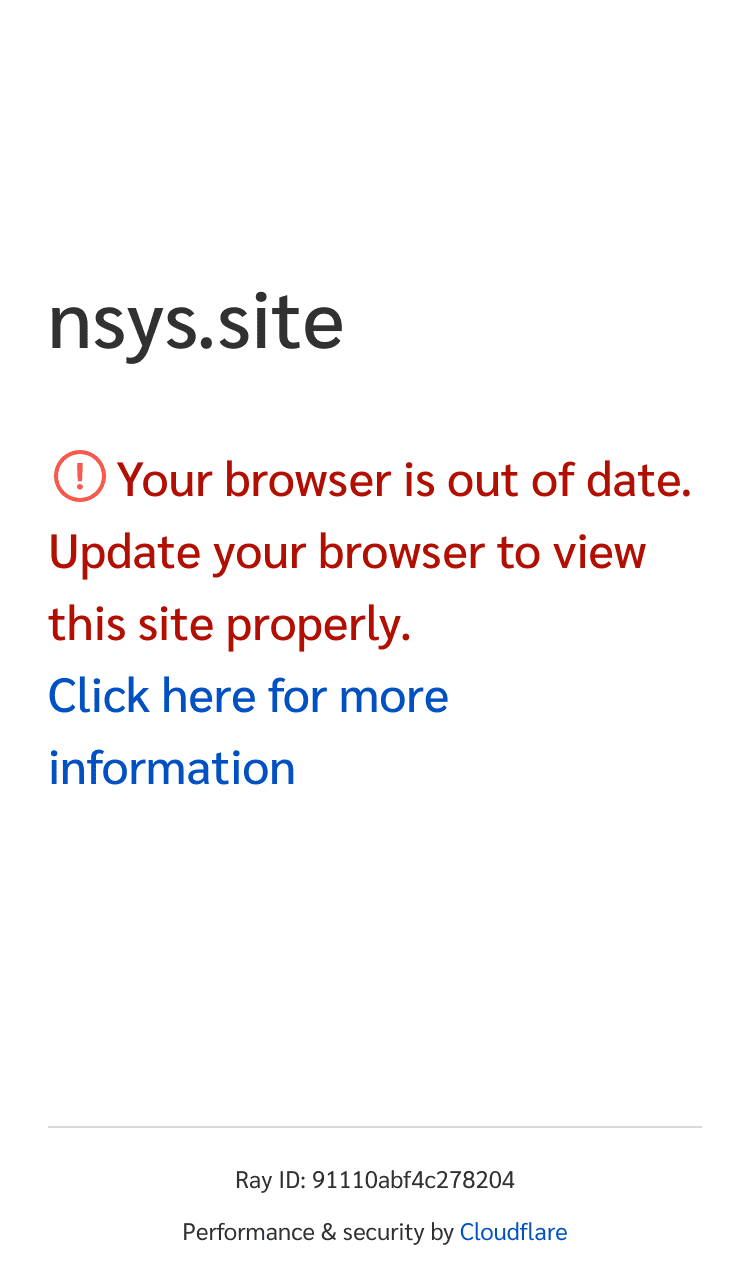 nsys.site
! Your browser is out of date.
Update your browser to view
this site properly.
Click here for more
information
Ray ID: 91110abf4c278204
Performance & security by Cloudflare